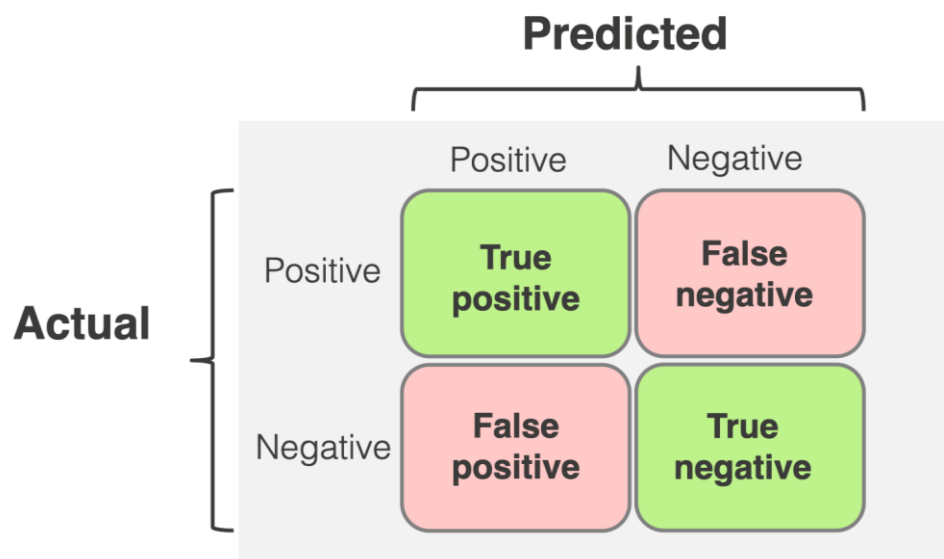 Predicted
Positive
Negative
Positive
True
positive
False
negative
Actual
Negative
False
positive
True
negative